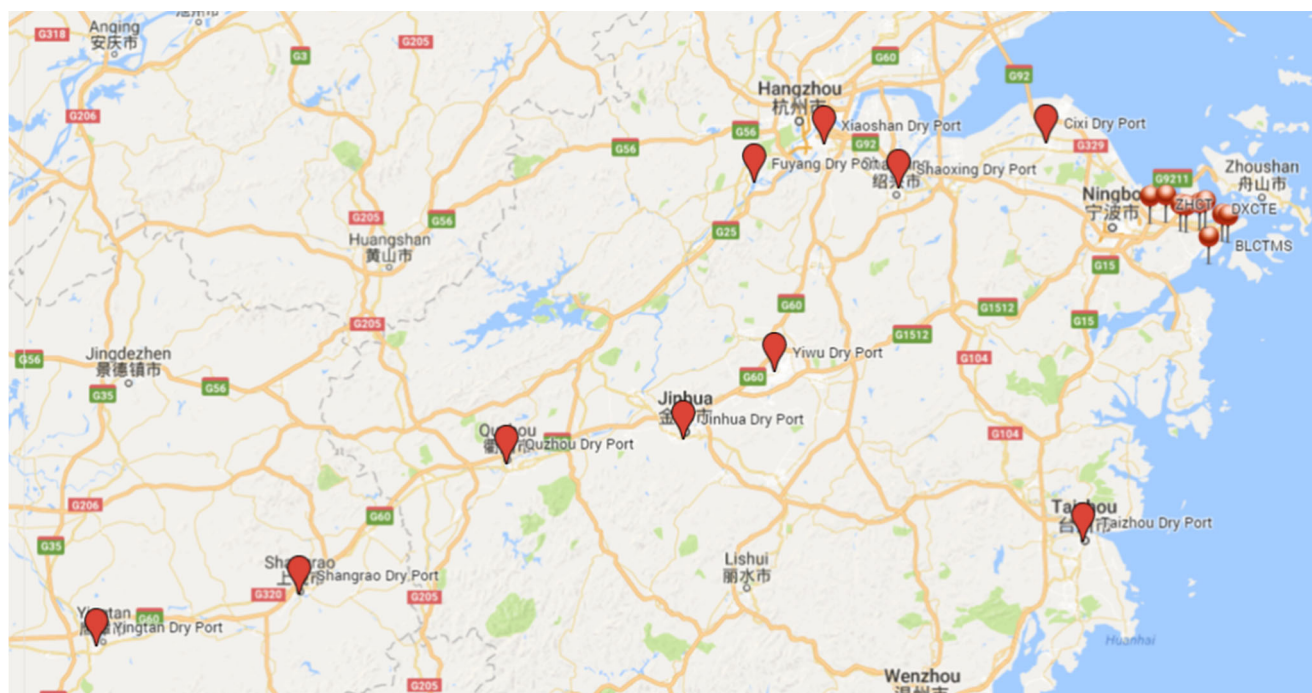 Anqing
安庆市
G318
G206
G3
G205
G60
G92
Hangzhou
杭州市
G56
Xiaoshan Dry Port
G92
Cixi Dry Port
G329
G56
Fuyang Dry Port
Shaoxing Dry Port
Zhoushan
舟山市
G9211
Ningbo
宁波市
ZHCT
DXCTE
BLCTMS
G205
G56
G25
Huangshan
黄山市
G15
G60
G1512
G15
G205
G1512
Jingdezhen
景德镇市
G56
G56
G35
G104
Yiwu Dry Port
G60
Jinhua
Jinhua Dry Port
Quzhou Dry Port
G104
G206
G60
G35
Taizhou Dry Port
Lishui
丽水市
Shangrao Dry Port
G320
G205
G60
Yingtan Dry Port
Huanhai
Wenzhou
G205